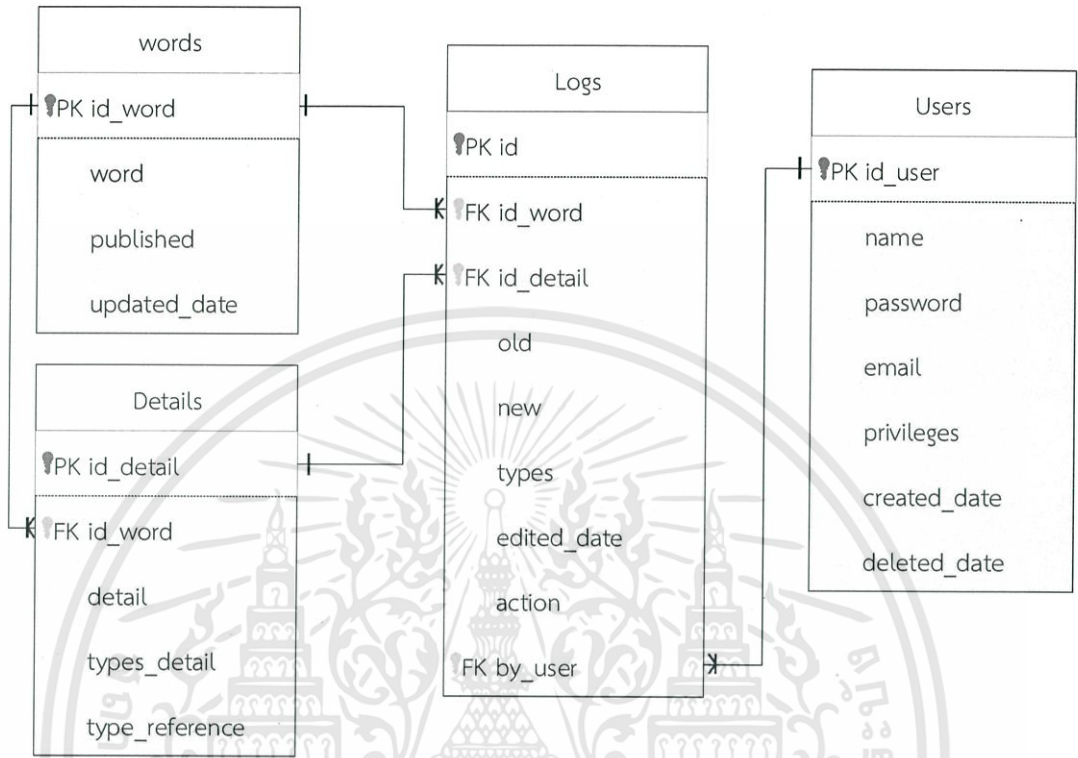 words
PK id_word
word
published
updated_date
Details
PK id_detail
FK id_word
detail
types_detail
type_reference
Logs
PK id
FK id_word
FK id_detail
old
new
types
edited_date
action
FK by_user
Users
PK id_user
name
password
email
privileges
created_date
deleted_date